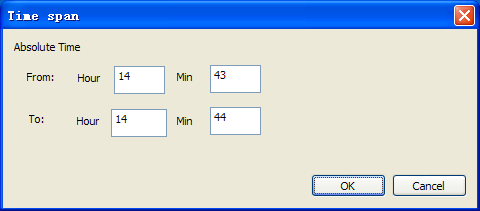 Time span
Absolute Time
From: Hour 14 Min 43
To: Hour 14 Min 44
OK Cancel